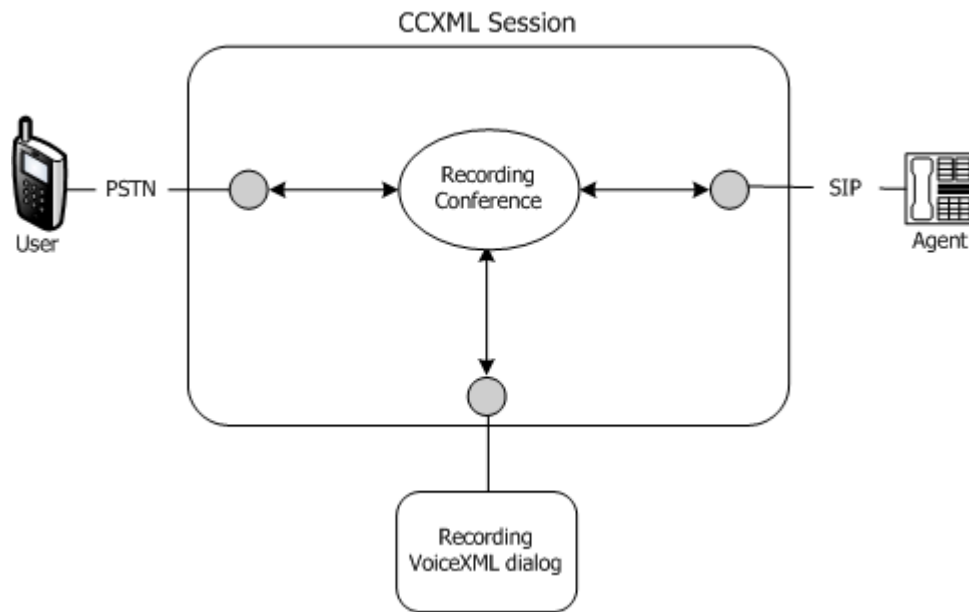 CCXML Session
Recording
Conference
PSTN
SIP
User
Agent
Recording
VoiceXML dialog